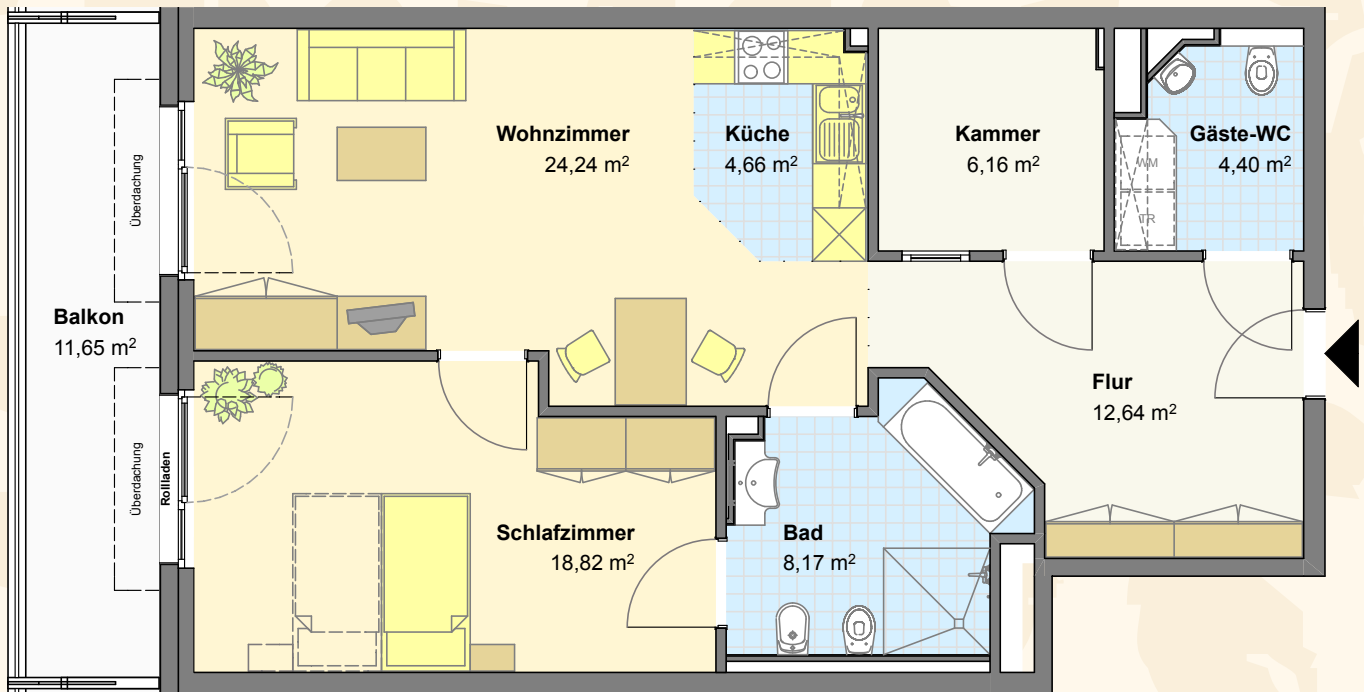 Wohnzimmer
24,24 m²
Küche
4,66 m²
Kammer
6,16 m²
Gäste-WC
4,40 m²
WM
TR
Überdachung
Balkon
11,65 m²
Flur
12,64 m²
Überdachung
Rollladen
Schlafzimmer
18,82 m²
Bad
8,17 m²